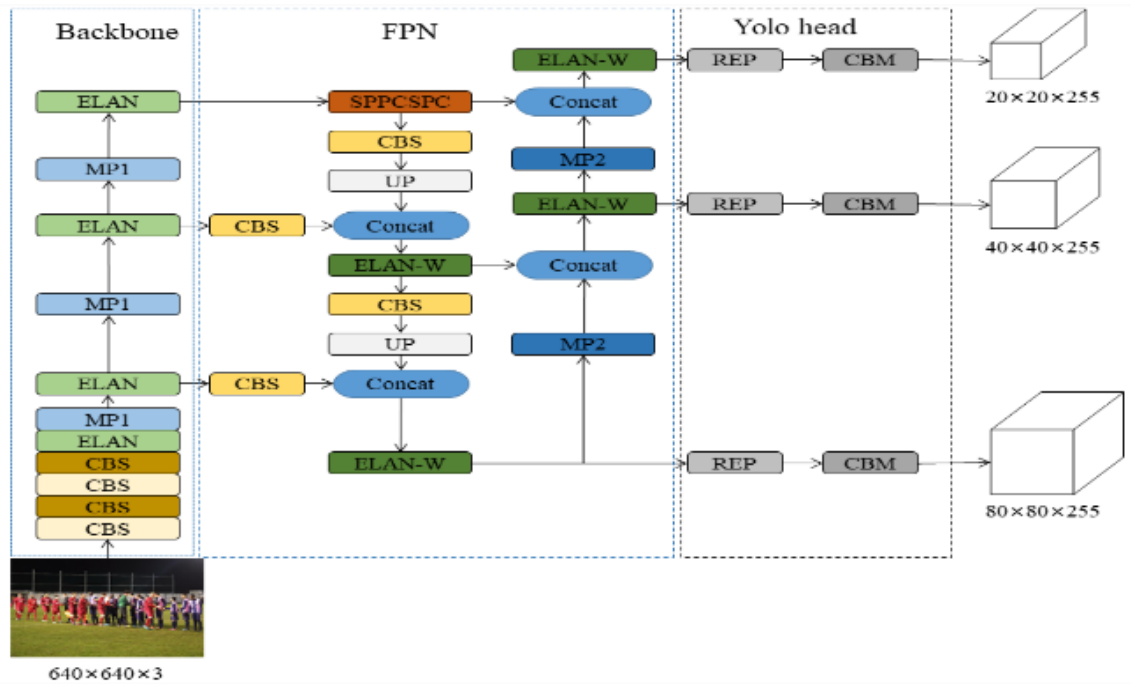 Backbone
FPN
Yolo head
ELAN
MP1
ELAN
MP1
ELAN
MP1
ELAN
CBS
CBS
CBS
CBS
640×640×3
CBS
CBS
SPPCSPC
CBS
UP
Concat
ELAN-W
CBS
UP
Concat
ELAN-W
ELAN-W
Concat
MP2
ELAN-W
Concat
MP2
REP
CBM
20×20×255
REP
CBM
40×40×255
REP
CBM
80×80×255